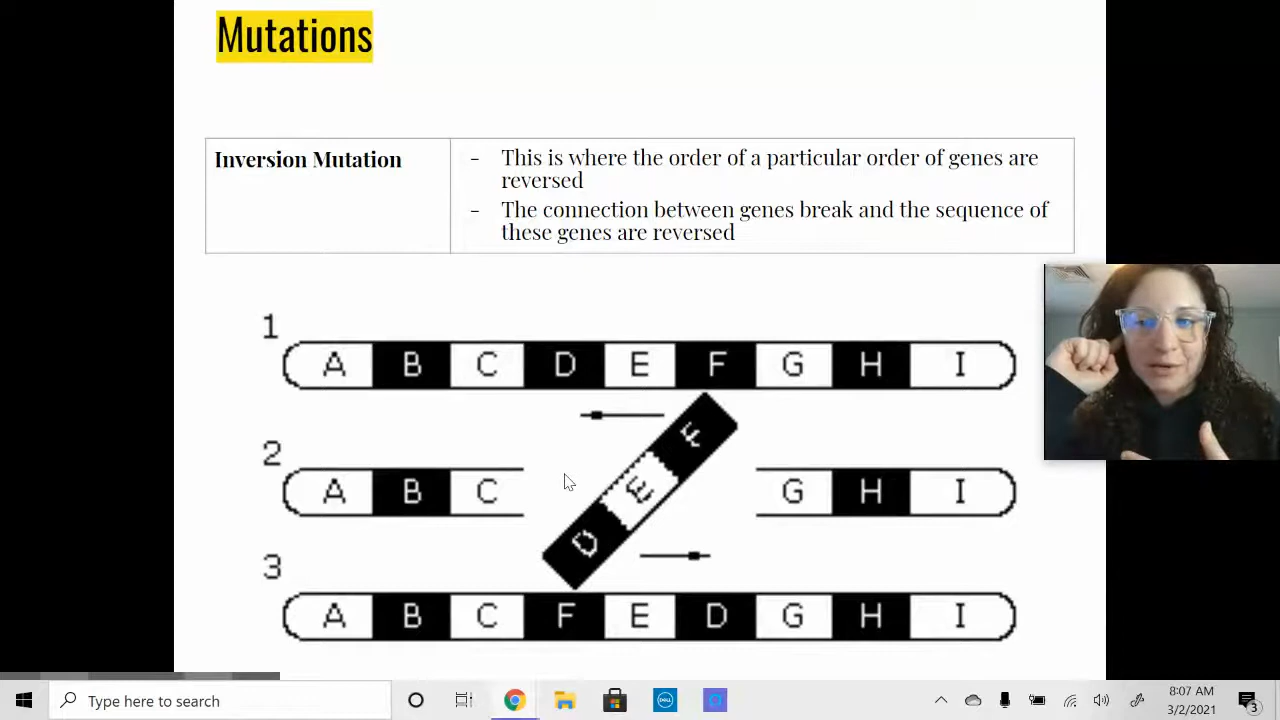 Mutations
Inversion Mutation
- This is where the order of a particular order of genes are
reversed
- The connection between genes break and the sequence of
these genes are reversed
1
A B C D E F G H I
2
A B C D E F G H I
3
A B C F E D G H I
Type here to search
DELL
8:07 AM
3/2/2021
3